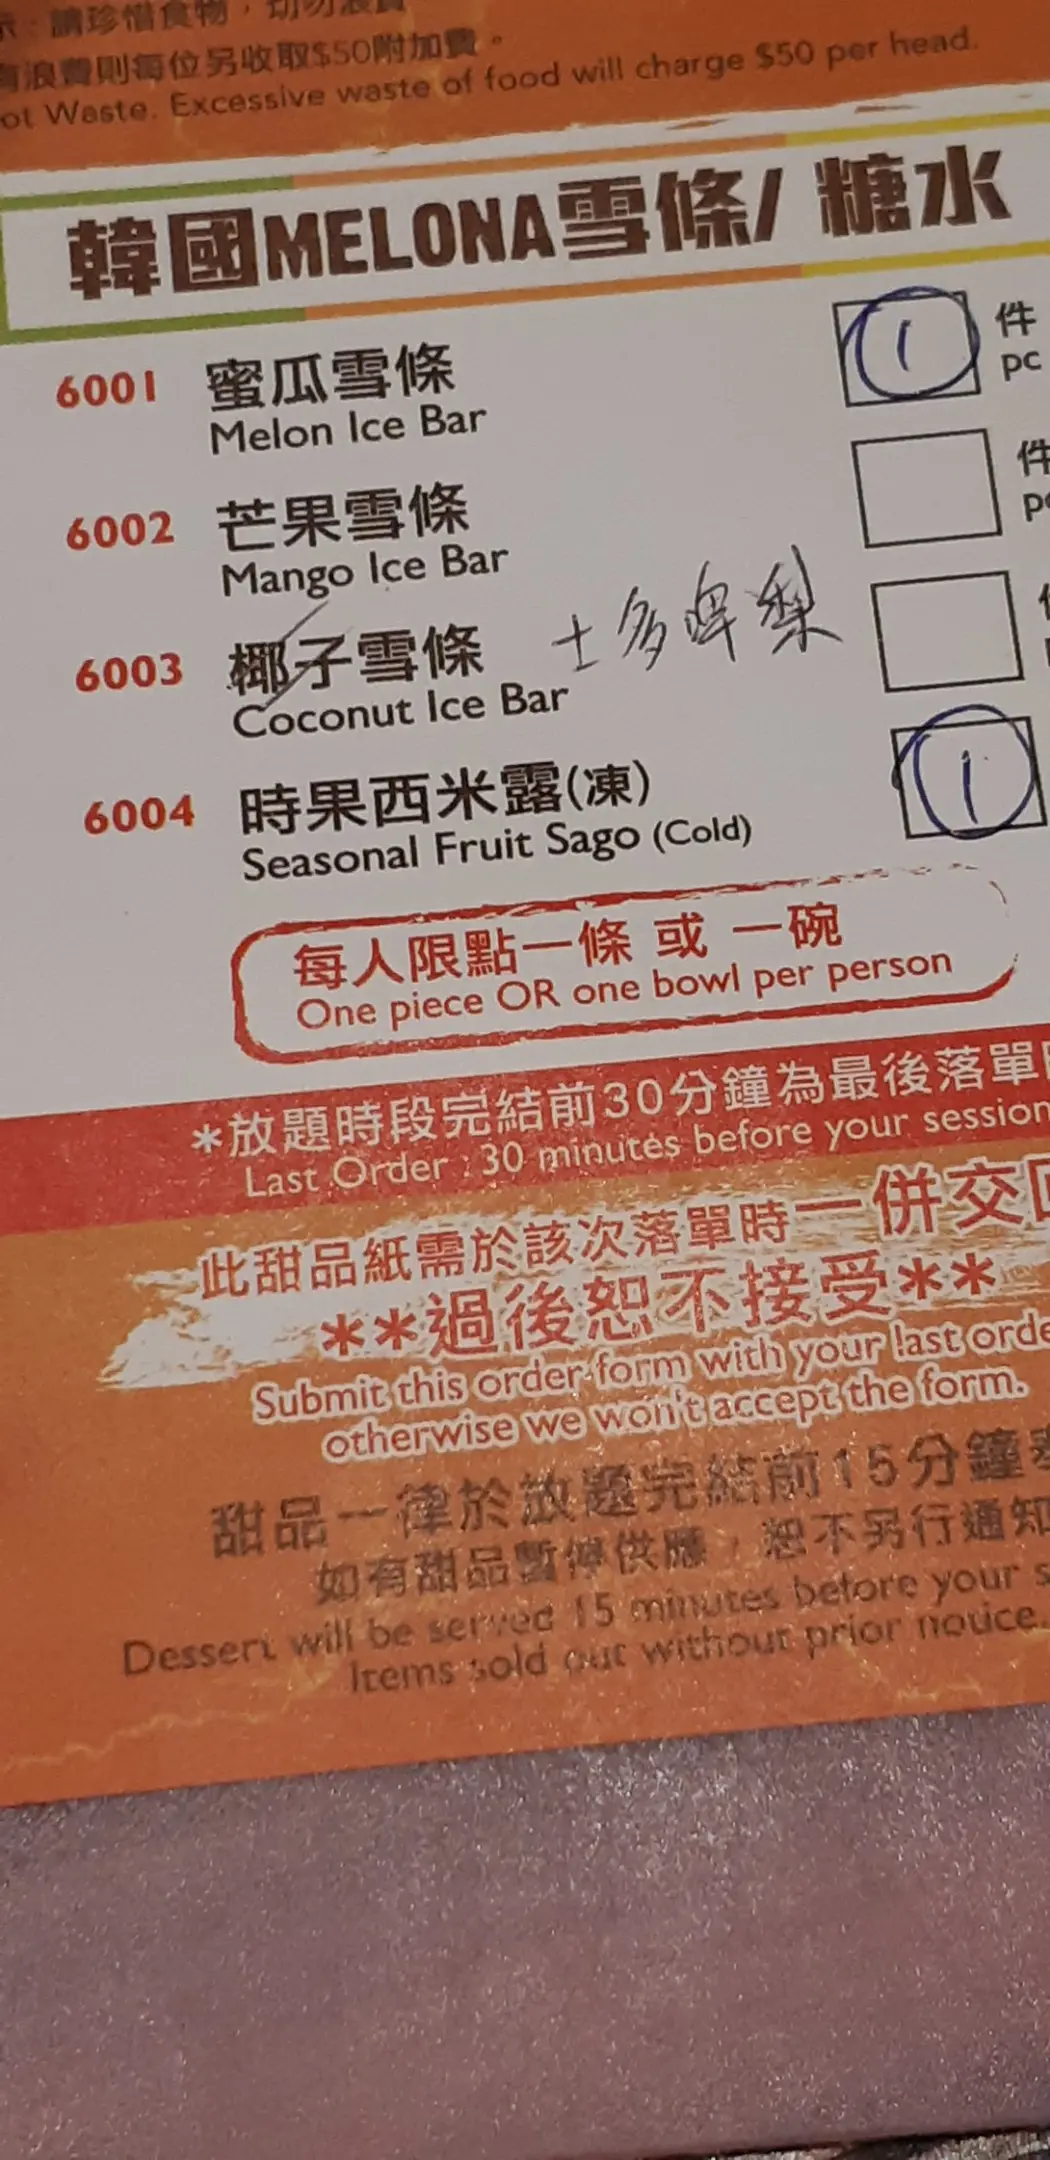 請珍惜食物，切勿浪費
浪費則每位另收取$50附加費。
ot Waste. Excessive waste of food will charge $50 per head.
韓國MELONA雪條/ 糖水
6001 蜜瓜雪條 1 件
Melon Ice Bar pc
6002 芒果雪條 件
Mango Ice Bar
6003 椰子雪條 士多啤梨
Coconut Ice Bar
6004 時果西米露(凍) 1
Seasonal Fruit Sago (Cold)
每人限點一條 或 一碗
One piece OR one bowl per person
*放題時段完結前30分鐘為最後落單
Last Order : 30 minutes before your session
此甜品紙需於該次落單時一併交回
**過後恕不接受**
Submit this order form with your last orde
otherwise we won't accept the form.
甜品一律於放題完結前15分鐘
如有甜品暫停供應，恕不另行通知
Dessert will be served 15 minutes before your s
Items sold out without prior notice.